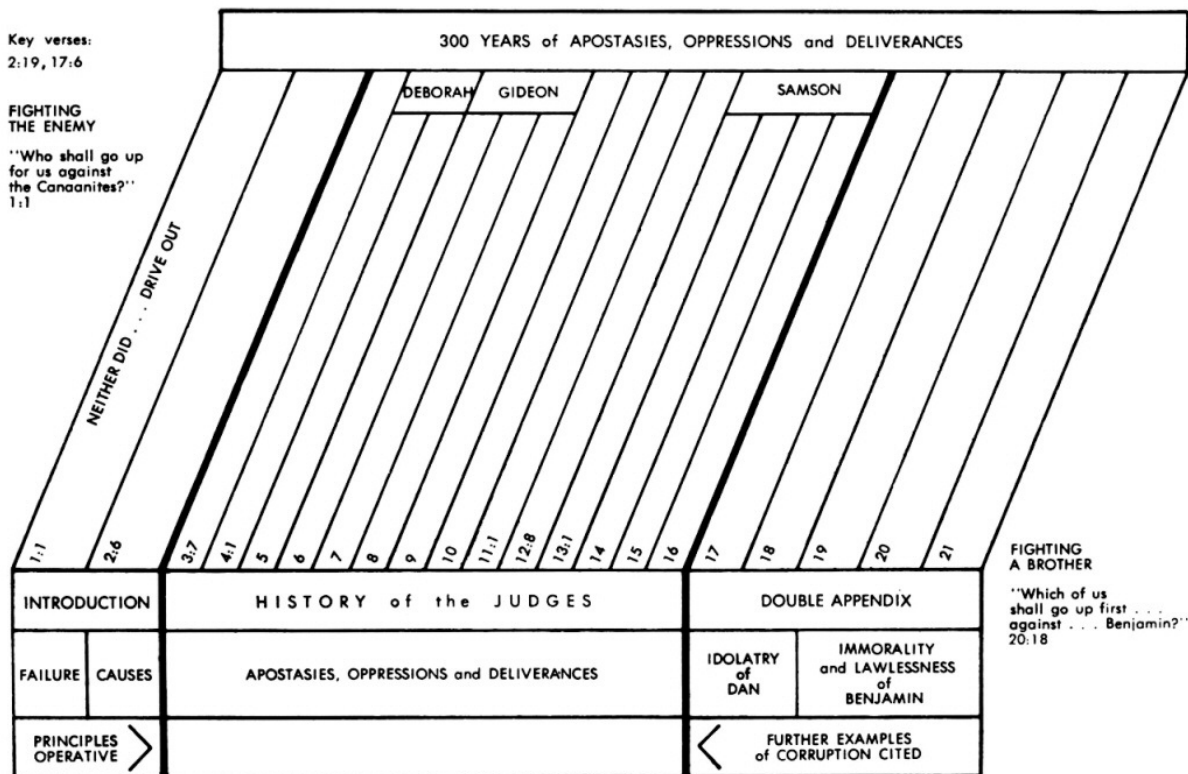 Key verses:
2:19, 17:6
300 YEARS of APOSTASIES, OPPRESSIONS and DELIVERANCES
FIGHTING
THE ENEMY
"Who shall go up
for us against
the Canaanites?"
1:1
DEBORAH
GIDEON
SAMSON
NEITHER DID . . . DRIVE OUT
1:1
2:6
3:7
4:1
5
6
7
8
9
10
11:1
12:8
13:1
14
15
16
17
18
19
20
21
FIGHTING
A BROTHER
"Which of us
shall go up first . . .
against . . . Benjamin?"
20:18
INTRODUCTION
HISTORY of the JUDGES
DOUBLE APPENDIX
FAILURE
CAUSES
APOSTASIES, OPPRESSIONS and DELIVERANCES
IDOLATRY
of
DAN
IMMORALITY
and LAWLESSNESS
of
BENJAMIN
PRINCIPLES
OPERATIVE
FURTHER EXAMPLES
of CORRUPTION CITED